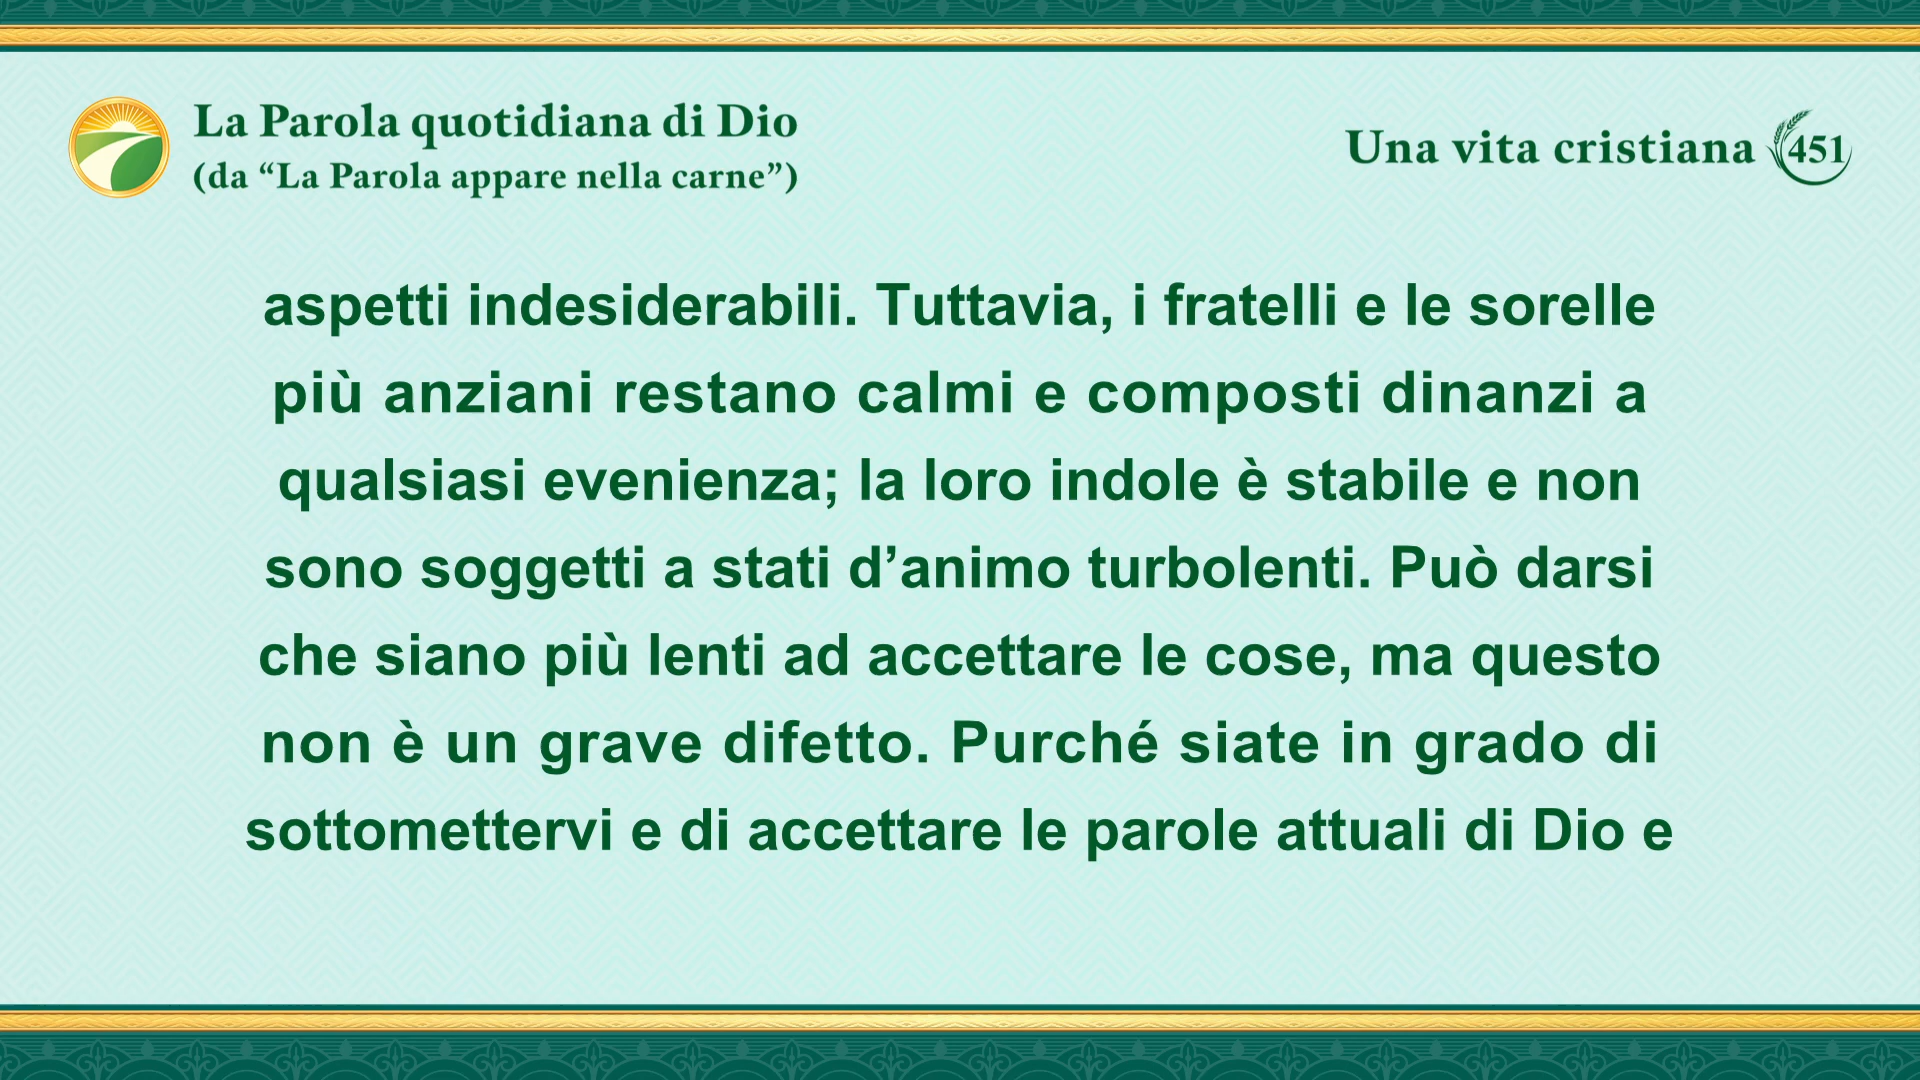 La Parola quotidiana di Dio
(da “La Parola appare nella carne”)
Una vita cristiana 451
aspetti indesiderabili. Tuttavia, i fratelli e le sorelle
più anziani restano calmi e composti dinanzi a
qualsiasi evenienza; la loro indole è stabile e non
sono soggetti a stati d’animo turbolenti. Può darsi
che siano più lenti ad accettare le cose, ma questo
non è un grave difetto. Purché siate in grado di
sottomettervi e di accettare le parole attuali di Dio e